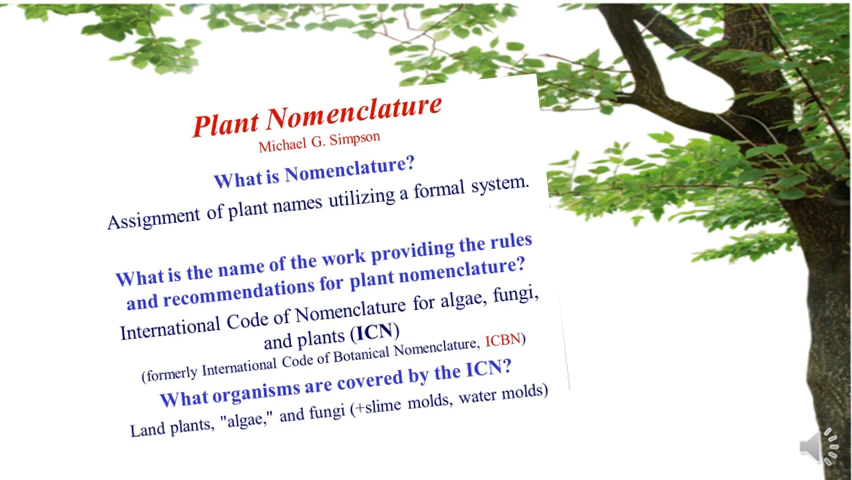 Plant Nomenclature
Michael G. Simpson
What is Nomenclature?
Assignment of plant names utilizing a formal system.
What is the name of the work providing the rules
and recommendations for plant nomenclature?
International Code of Nomenclature for algae, fungi,
and plants (ICN)
(formerly International Code of Botanical Nomenclature, ICBN)
What organisms are covered by the ICN?
Land plants, "algae," and fungi (+slime molds, water molds)